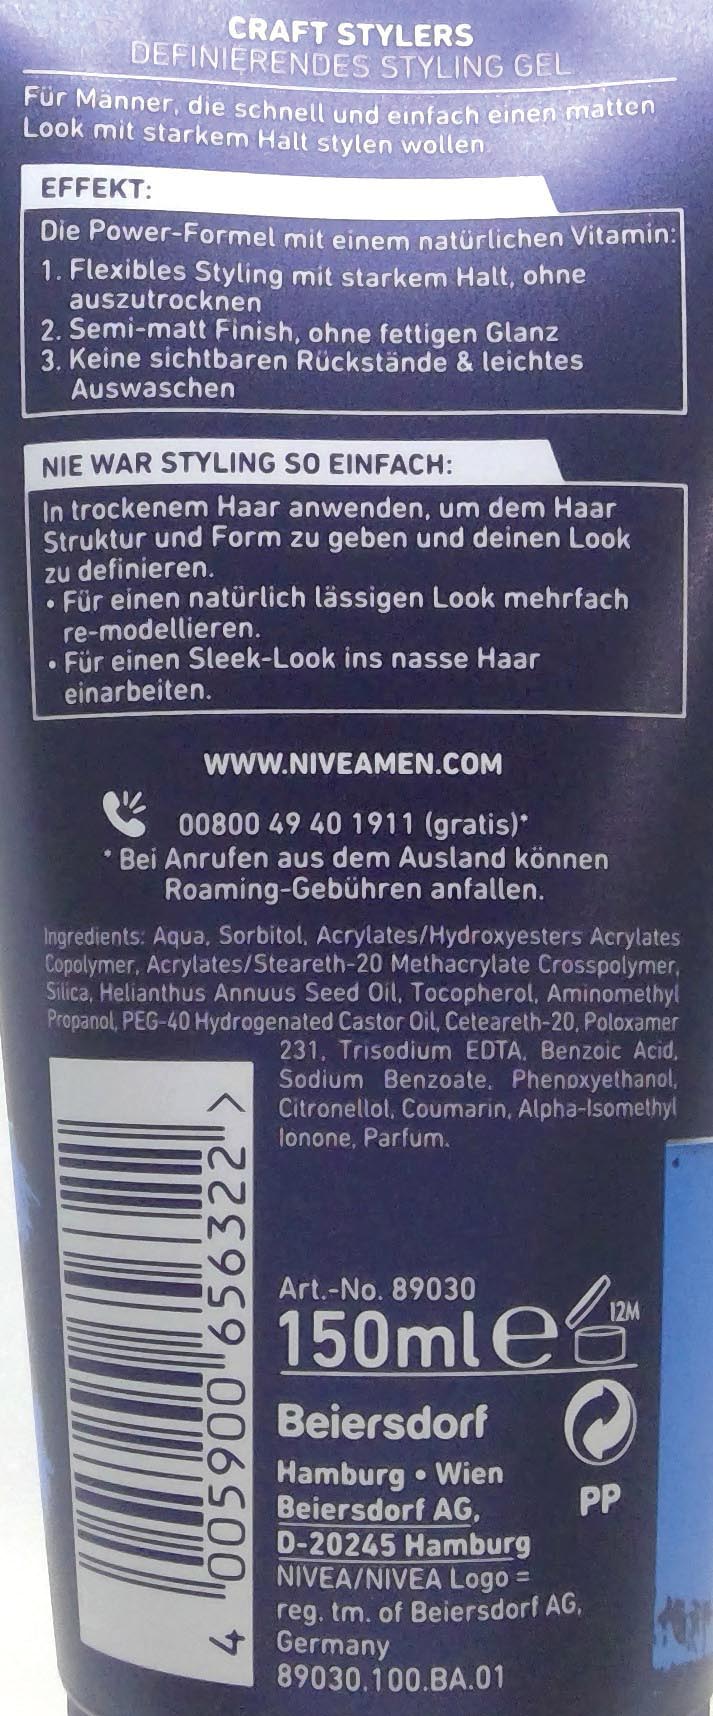 CRAFT STYLERS
DEFINIERENDES STYLING GEL
Für Männer, die schnell und einfach einen matten
Look mit starkem Halt stylen wollen.
EFFEKT:
Die Power-Formel mit einem natürlichen Vitamin:
1. Flexibles Styling mit starkem Halt, ohne
auszutrocknen
2. Semi-matt Finish, ohne fettigen Glanz
3. Keine sichtbaren Rückstände & leichtes
Auswaschen
NIE WAR STYLING SO EINFACH:
In trockenem Haar anwenden, um dem Haar
Struktur und Form zu geben und deinen Look
zu definieren.
• Für einen natürlich lässigen Look mehrfach
re-modellieren.
• Für einen Sleek-Look ins nasse Haar
einarbeiten.
WWW.NIVEAMEN.COM
00800 49 40 1911 (gratis)*
* Bei Anrufen aus dem Ausland können
Roaming-Gebühren anfallen.
Ingredients: Aqua, Sorbitol, Acrylates/Hydroxyesters Acrylates
Copolymer, Acrylates/Steareth-20 Methacrylate Crosspolymer,
Silica, Helianthus Annuus Seed Oil, Tocopherol, Aminomethyl
Propanol, PEG-40 Hydrogenated Castor Oil, Ceteareth-20, Poloxamer
231, Trisodium EDTA, Benzoic Acid,
Sodium Benzoate, Phenoxyethanol,
Citronellol, Coumarin, Alpha-Isomethyl
Ionone, Parfum.
4 005900 656322 >
Art.-No. 89030
150ml e
12M
Beiersdorf
Hamburg • Wien
PP
Beiersdorf AG,
D-20245 Hamburg
NIVEA/NIVEA Logo =
reg. tm. of Beiersdorf AG,
Germany
89030.100.BA.01